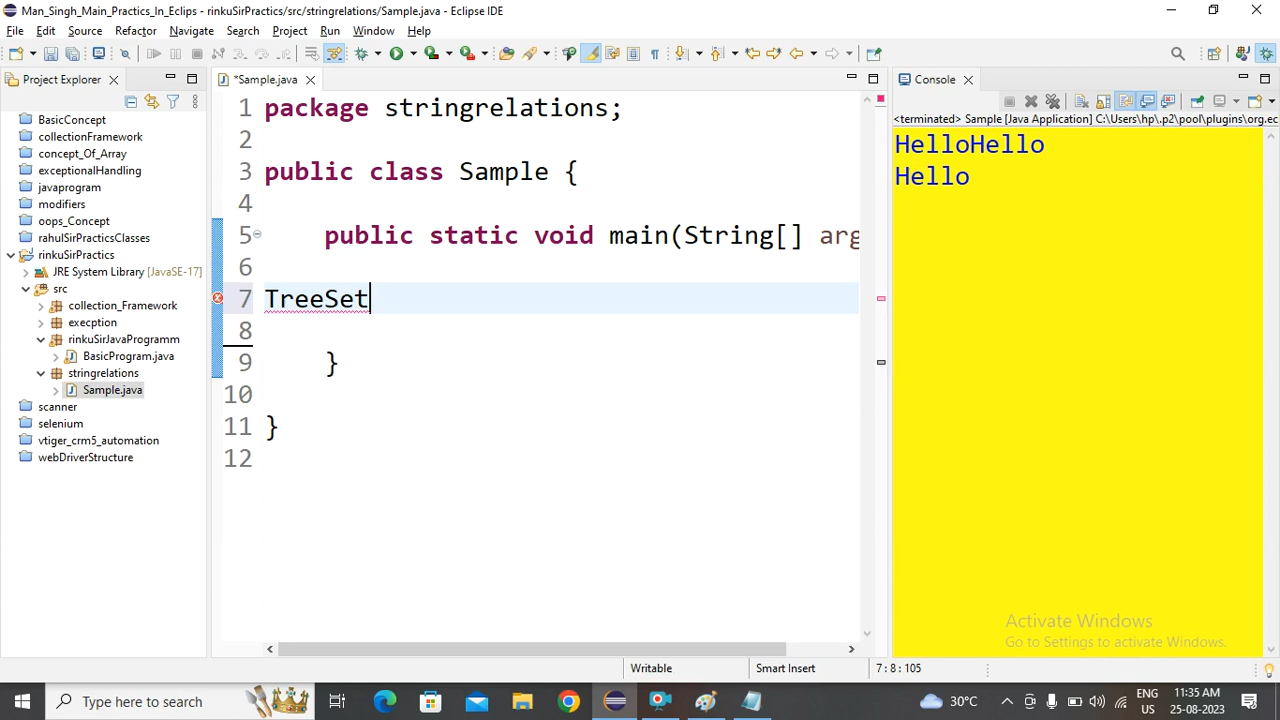 Man_Singh_Main_Practics_In_Eclips - rinkuSirPractics/src/stringrelations/Sample.java - Eclipse IDE
File Edit Source Refactor Navigate Search Project Run Window Help
Project Explorer
*Sample.java
Console
<terminated> Sample [Java Application] C:\Users\hp\.p2\pool\plugins\org.ec
BasicConcept
collectionFramework
concept_Of_Array
exceptionalHandling
javaprogram
modifiers
oops_Concept
rahulSirPracticsClasses
rinkuSirPractics
JRE System Library [JavaSE-17]
src
collection_Framework
execption
rinkuSirJavaProgramm
BasicProgram.java
stringrelations
Sample.java
scanner
selenium
vtiger_crm5_automation
webDriverStructure
1 package stringrelations;
2
3 public class Sample {
4
5 public static void main(String[] arg
6
7 TreeSet
8
9 }
10
11 }
12
HelloHello
Hello
Activate Windows
Go to Settings to activate Windows.
Writable Smart Insert 7 : 8 : 105
Type here to search
30°C
ENG
US
11:35 AM
25-08-2023